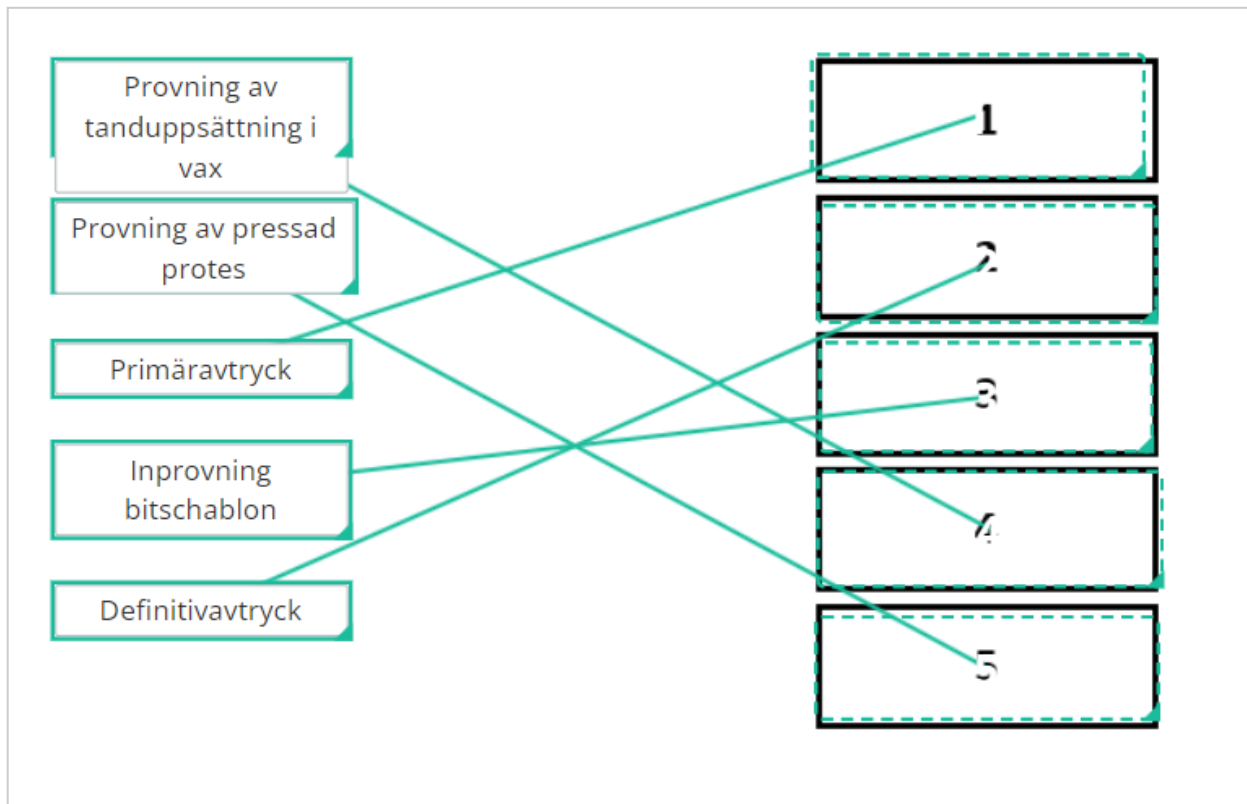 Provning av
tanduppsättning i
vax
Provning av pressad
protes
Primäravtryck
Inprovning
bitschablon
Definitivavtryck
1
2
3
4
5